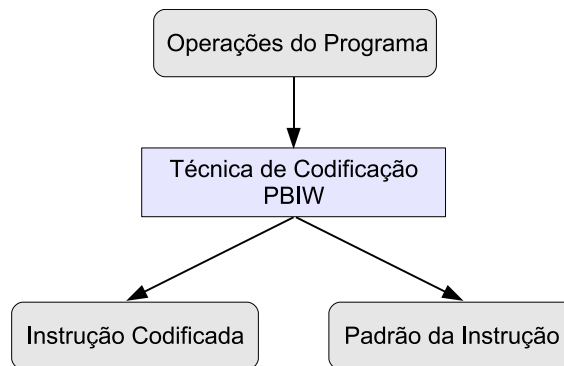 Operações do Programa
Técnica de Codificação
PBIW
Instrução Codificada
Padrão da Instrução